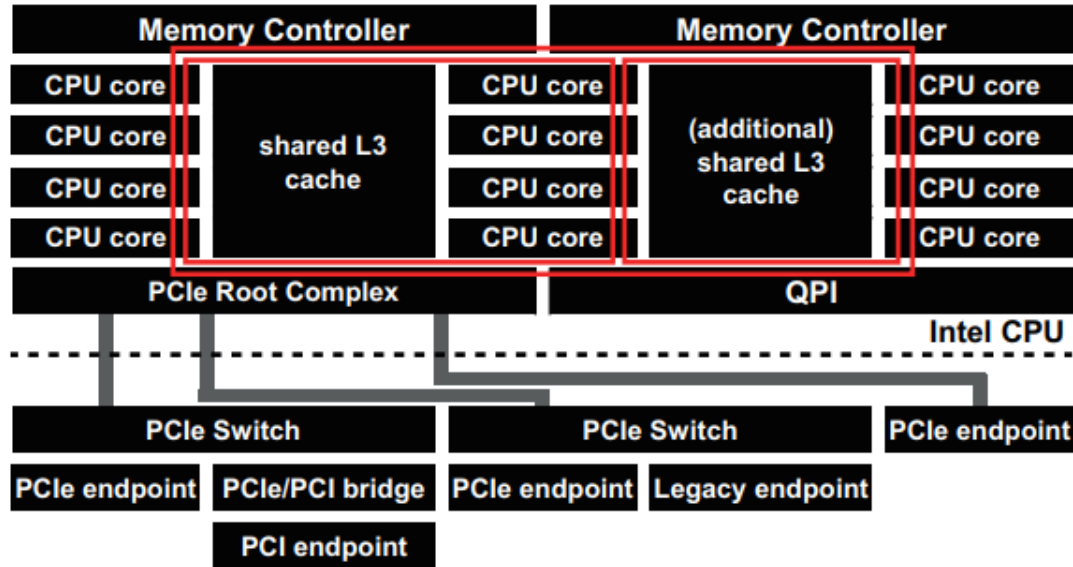 Memory Controller
Memory Controller
CPU core
CPU core
CPU core
CPU core
shared L3
cache
CPU core
CPU core
CPU core
CPU core
(additional)
shared L3
cache
CPU core
CPU core
CPU core
CPU core
PCIe Root Complex
QPI
Intel CPU
PCIe Switch
PCIe Switch
PCIe endpoint
PCIe endpoint
PCIe/PCI bridge
PCIe endpoint
Legacy endpoint
PCI endpoint